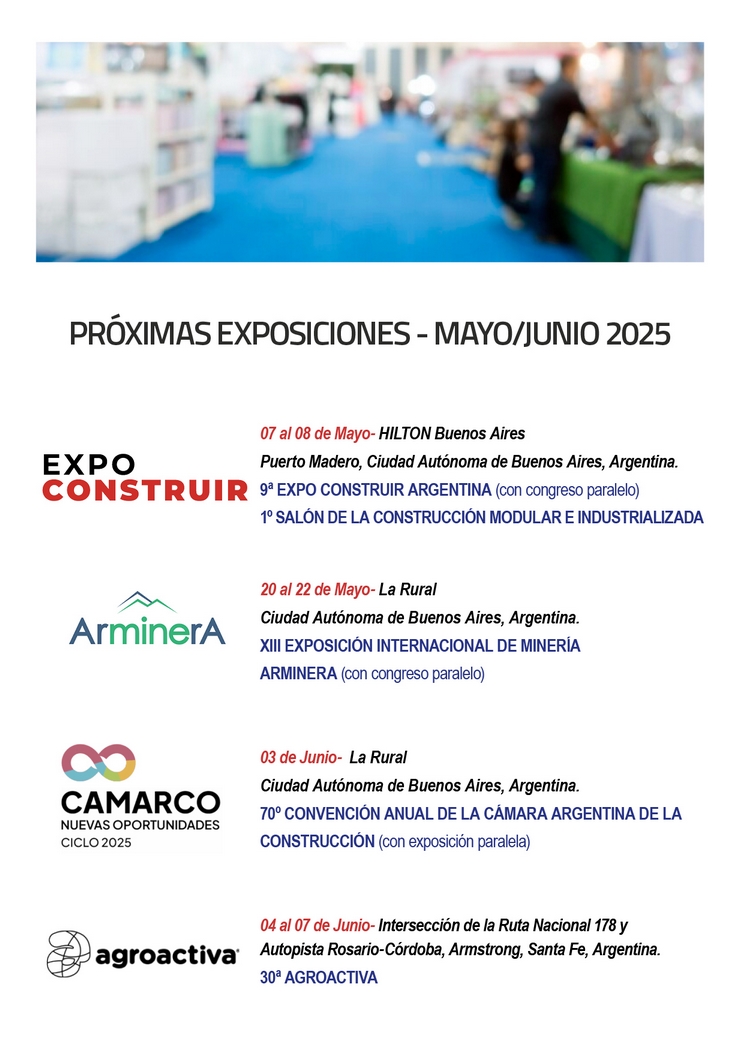 PRÓXIMAS EXPOSICIONES - MAYO/JUNIO 2025
EXPO
CONSTRUIR
07 al 08 de Mayo- HILTON Buenos Aires
Puerto Madero, Ciudad Autónoma de Buenos Aires, Argentina.
9ª EXPO CONSTRUIR ARGENTINA (con congreso paralelo)
1º SALÓN DE LA CONSTRUCCIÓN MODULAR E INDUSTRIALIZADA
ArminerA
20 al 22 de Mayo- La Rural
Ciudad Autónoma de Buenos Aires, Argentina.
XIII EXPOSICIÓN INTERNACIONAL DE MINERÍA
ARMINERA (con congreso paralelo)
CAMARCO
NUEVAS OPORTUNIDADES
CICLO 2025
03 de Junio- La Rural
Ciudad Autónoma de Buenos Aires, Argentina.
70º CONVENCIÓN ANUAL DE LA CÁMARA ARGENTINA DE LA
CONSTRUCCIÓN (con exposición paralela)
agroactiva
04 al 07 de Junio- Intersección de la Ruta Nacional 178 y
Autopista Rosario-Córdoba, Armstrong, Santa Fe, Argentina.
30ª AGROACTIVA